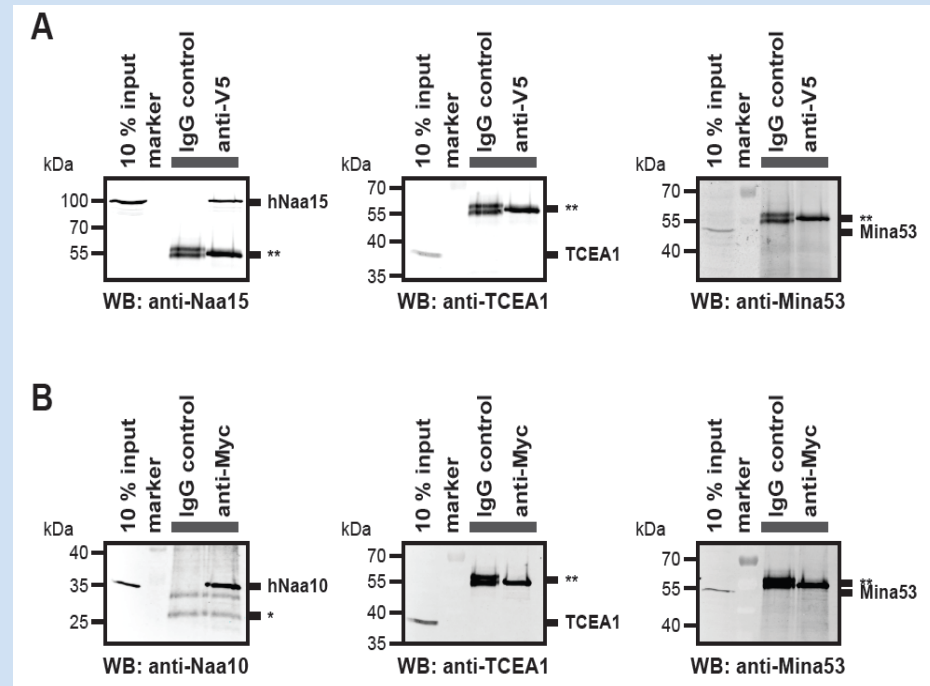 A
10 % input
marker
IgG control
anti-V5
kDa
100
70
55
hNaa15
**
WB: anti-Naa15
10 % input
marker
IgG control
anti-V5
kDa
70
55
40
35
**
TCEA1
WB: anti-TCEA1
10 % input
marker
IgG control
anti-V5
kDa
70
55
40
**
Mina53
WB: anti-Mina53
B
10 % input
marker
IgG control
anti-Myc
kDa
40
35
25
hNaa10
*
WB: anti-Naa10
10 % input
marker
IgG control
anti-Myc
kDa
70
55
40
35
**
TCEA1
WB: anti-TCEA1
10 % input
marker
IgG control
anti-Myc
kDa
70
55
40
**
Mina53
WB: anti-Mina53